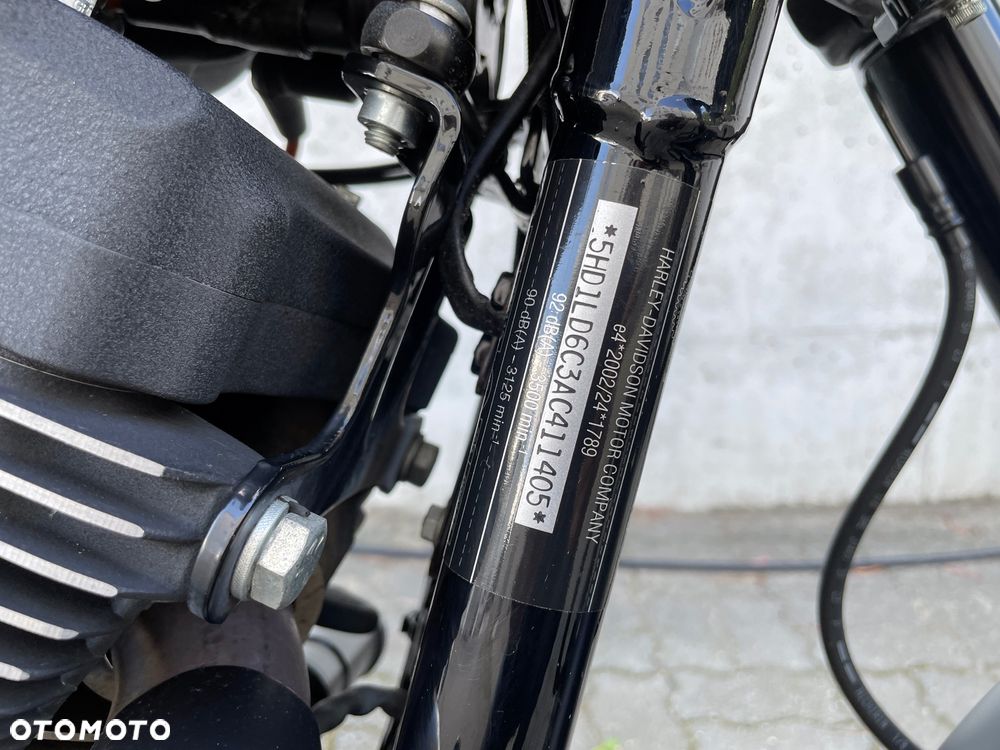 HARLEY-DAVIDSON MOTOR COMPANY
e4*2002/24*1789
*5HD1LD6C3AC411405*
92 dB(A) - 3500 min-1
90 dB(A) - 3125 min-1
OTOMOTO